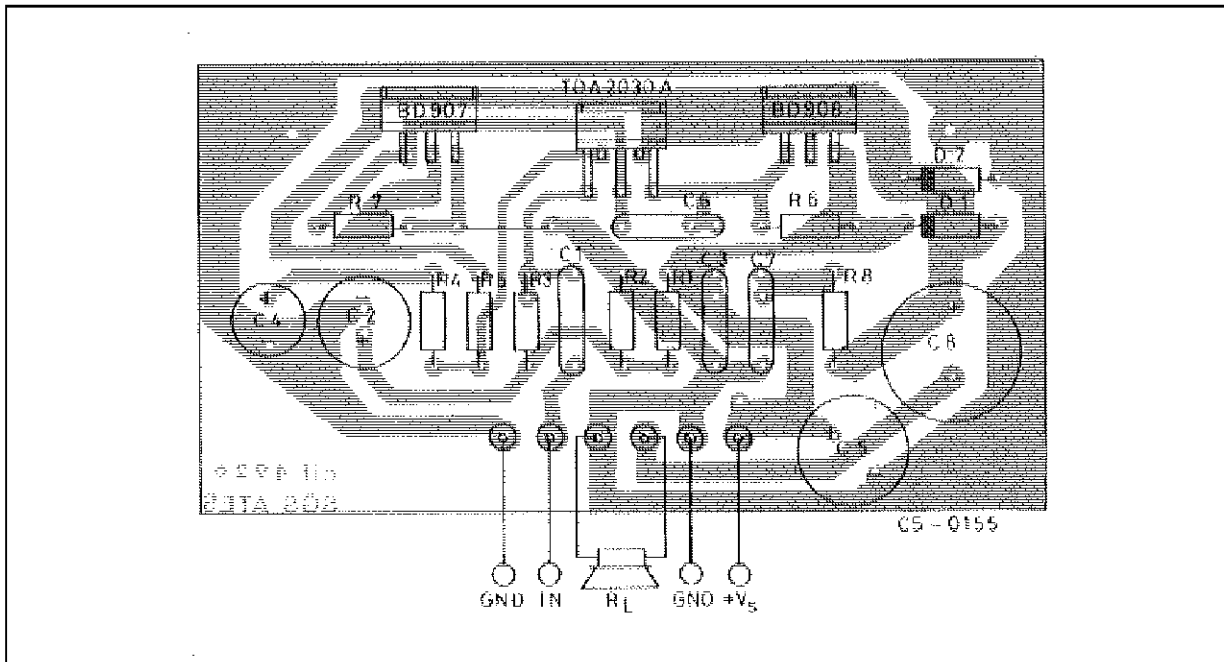 TDA2030A
BD907
BD908
D2
R7
C6
R6
D1
C1
C3
C7
R4
R5
R3
R2
R1
R8
C4
C2
C8
C5
CS-0155
GND
IN
RL
GND
+Vs